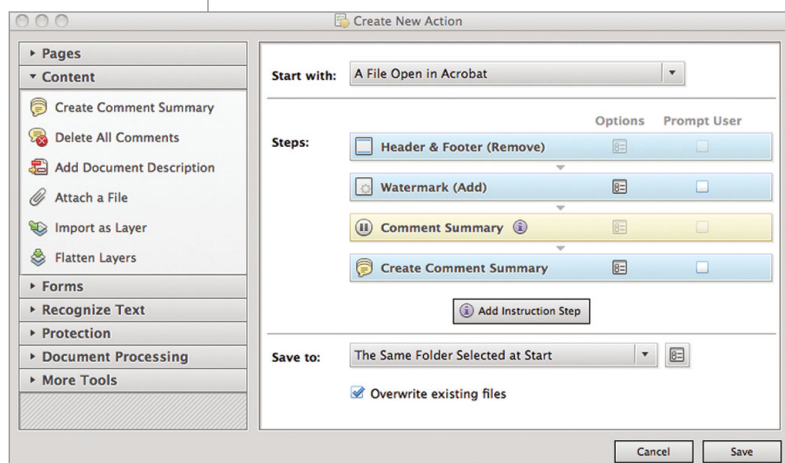 Create New Action
Pages
Content
Create Comment Summary
Delete All Comments
Add Document Description
Attach a File
Import as Layer
Flatten Layers
Forms
Recognize Text
Protection
Document Processing
More Tools
Start with: A File Open in Acrobat
Options Prompt User
Steps:
Header & Footer (Remove)
Watermark (Add)
Comment Summary
Create Comment Summary
Add Instruction Step
Save to: The Same Folder Selected at Start
Overwrite existing files
Cancel Save